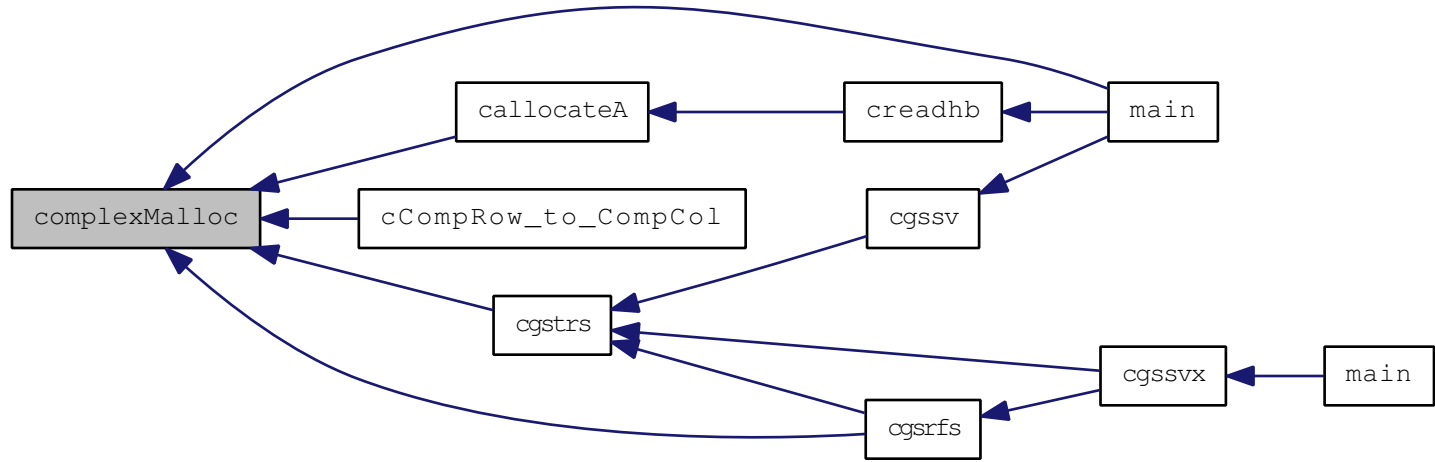 callocateA
creadhb
main
complexMalloc
cCompRow_to_CompCol
cgssv
cgstrs
cgssvx
main
cgsrfs